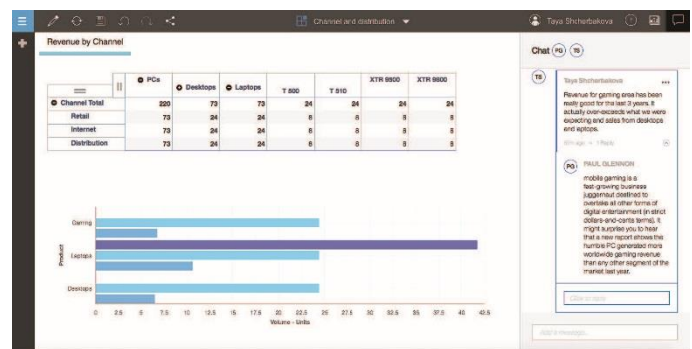 Channel and distribution
Taya Shcherbakova
Revenue by Channel
PCs Desktops Laptops T 800 T 510 XTR 9500 XTR 9800
Channel Total 220 73 73 24 24 24 24
Retail 73 24 24 8 8 8 8
Internet 73 24 24 8 8 8 8
Distribution 73 24 24 8 8 8 8
Product
Gaming
Laptops
Desktops
0 2.5 5 7.5 10 12.5 15 17.5 20 22.5 25 27.5 30 32.5 35 37.5 40 42.5
Volume - Units
Chat PG TS
TS
Taya Shcherbakova
Revenue for gaming area has been
really good for the last 3 years. It
actually over-exceeds what we were
expecting and sales from desktops
and laptops.
1 Reply
PG PAUL GLENNON
mobile gaming is a
fast-growing business
juggernaut destined to
overtake all other forms of
digital entertainment (in strict
dollars-and-cents terms). It
might surprise you to hear
that a new report shows the
humble PC generated more
worldwide gaming revenue
than any other segment of the
market last year.
Add a message...